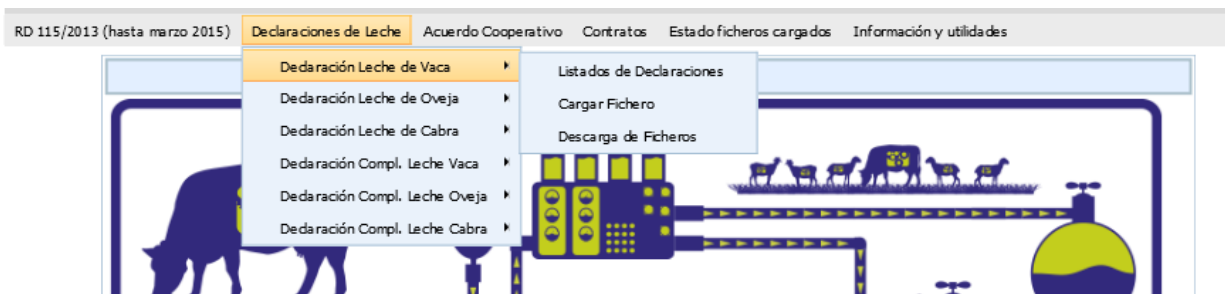 RD 115/2013 (hasta marzo 2015) Declaraciones de Leche Acuerdo Cooperativo Contratos Estado ficheros cargados Información y utilidades
Declaración Leche de Vaca
Declaración Leche de Oveja
Declaración Leche de Cabra
Declaración Compl. Leche Vaca
Declaración Compl. Leche Oveja
Declaración Compl. Leche Cabra
Listados de Declaraciones
Cargar Fichero
Descarga de Ficheros